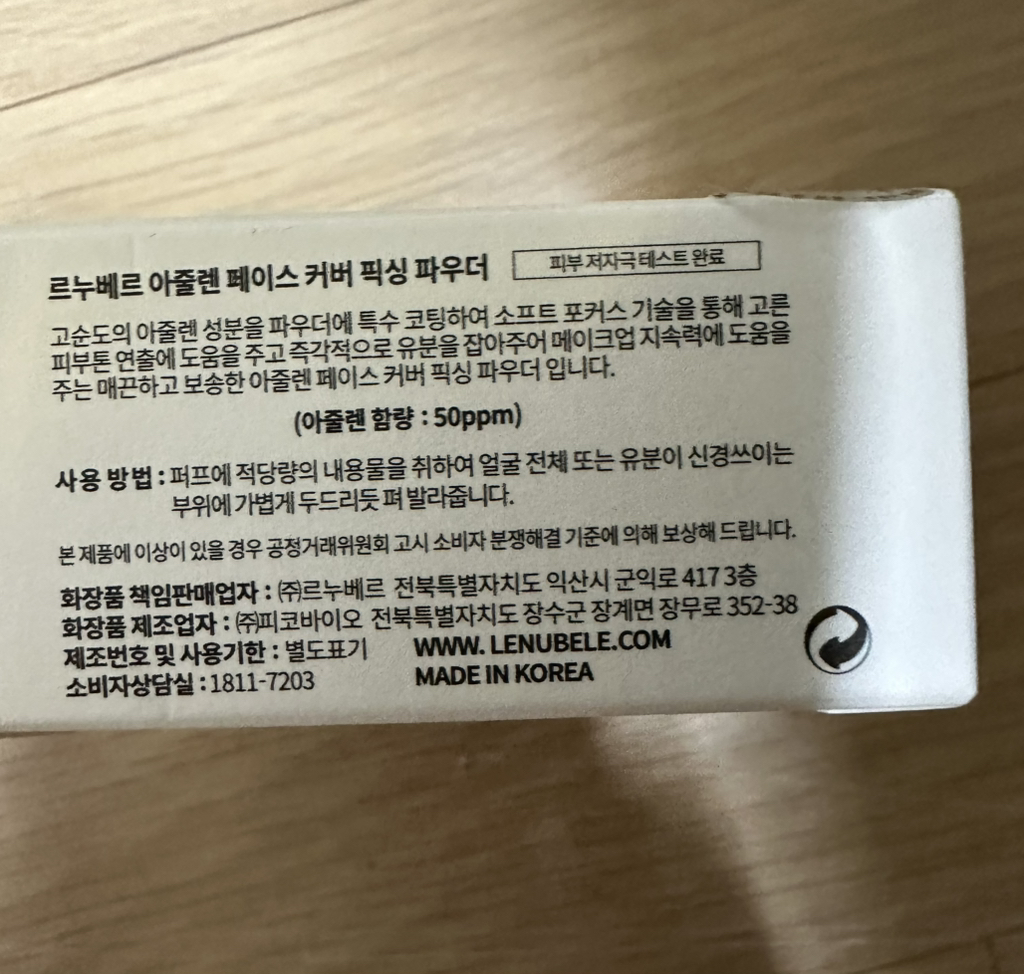 르누베르 아줄렌 페이스 커버 픽싱 파우더 피부 저자극 테스트 완료
고순도의 아줄렌 성분을 파우더에 특수 코팅하여 소프트 포커스 기술을 통해 고른
피부톤 연출에 도움을 주고 즉각적으로 유분을 잡아주어 메이크업 지속력에 도움을
주는 매끈하고 보송한 아줄렌 페이스 커버 픽싱 파우더 입니다.
(아줄렌 함량 : 50ppm)
사용 방법 : 퍼프에 적당량의 내용물을 취하여 얼굴 전체 또는 유분이 신경쓰이는
부위에 가볍게 두드리듯 펴 발라줍니다.
본 제품에 이상이 있을 경우 공정거래위원회 고시 소비자 분쟁해결 기준에 의해 보상해 드립니다.
화장품 책임판매업자 : ㈜르누베르 전북특별자치도 익산시 군익로 417 3층
화장품 제조업자 : ㈜피코바이오 전북특별자치도 장수군 장계면 장무로 352-38
제조번호 및 사용기한 : 별도표기 WWW. LENUBELE.COM
소비자상담실 : 1811-7203 MADE IN KOREA